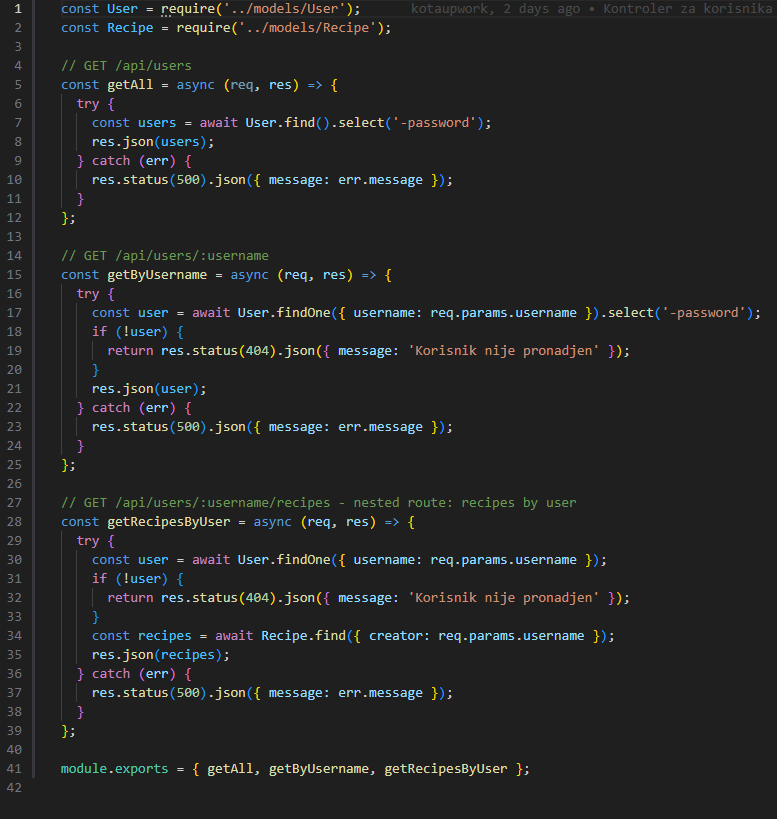 1 const User = require('../models/User'); kotaupwork, 2 days ago • Kontroler za korisnika
2 const Recipe = require('../models/Recipe');
3
4 // GET /api/users
5 const getAll = async (req, res) => {
6 try {
7 const users = await User.find().select('-password');
8 res.json(users);
9 } catch (err) {
10 res.status(500).json({ message: err.message });
11 }
12 };
13
14 // GET /api/users/:username
15 const getByUsername = async (req, res) => {
16 try {
17 const user = await User.findOne({ username: req.params.username }).select('-password');
18 if (!user) {
19 return res.status(404).json({ message: 'Korisnik nije pronadjen' });
20 }
21 res.json(user);
22 } catch (err) {
23 res.status(500).json({ message: err.message });
24 }
25 };
26
27 // GET /api/users/:username/recipes - nested route: recipes by user
28 const getRecipesByUser = async (req, res) => {
29 try {
30 const user = await User.findOne({ username: req.params.username });
31 if (!user) {
32 return res.status(404).json({ message: 'Korisnik nije pronadjen' });
33 }
34 const recipes = await Recipe.find({ creator: req.params.username });
35 res.json(recipes);
36 } catch (err) {
37 res.status(500).json({ message: err.message });
38 }
39 };
40
41 module.exports = { getAll, getByUsername, getRecipesByUser };
42